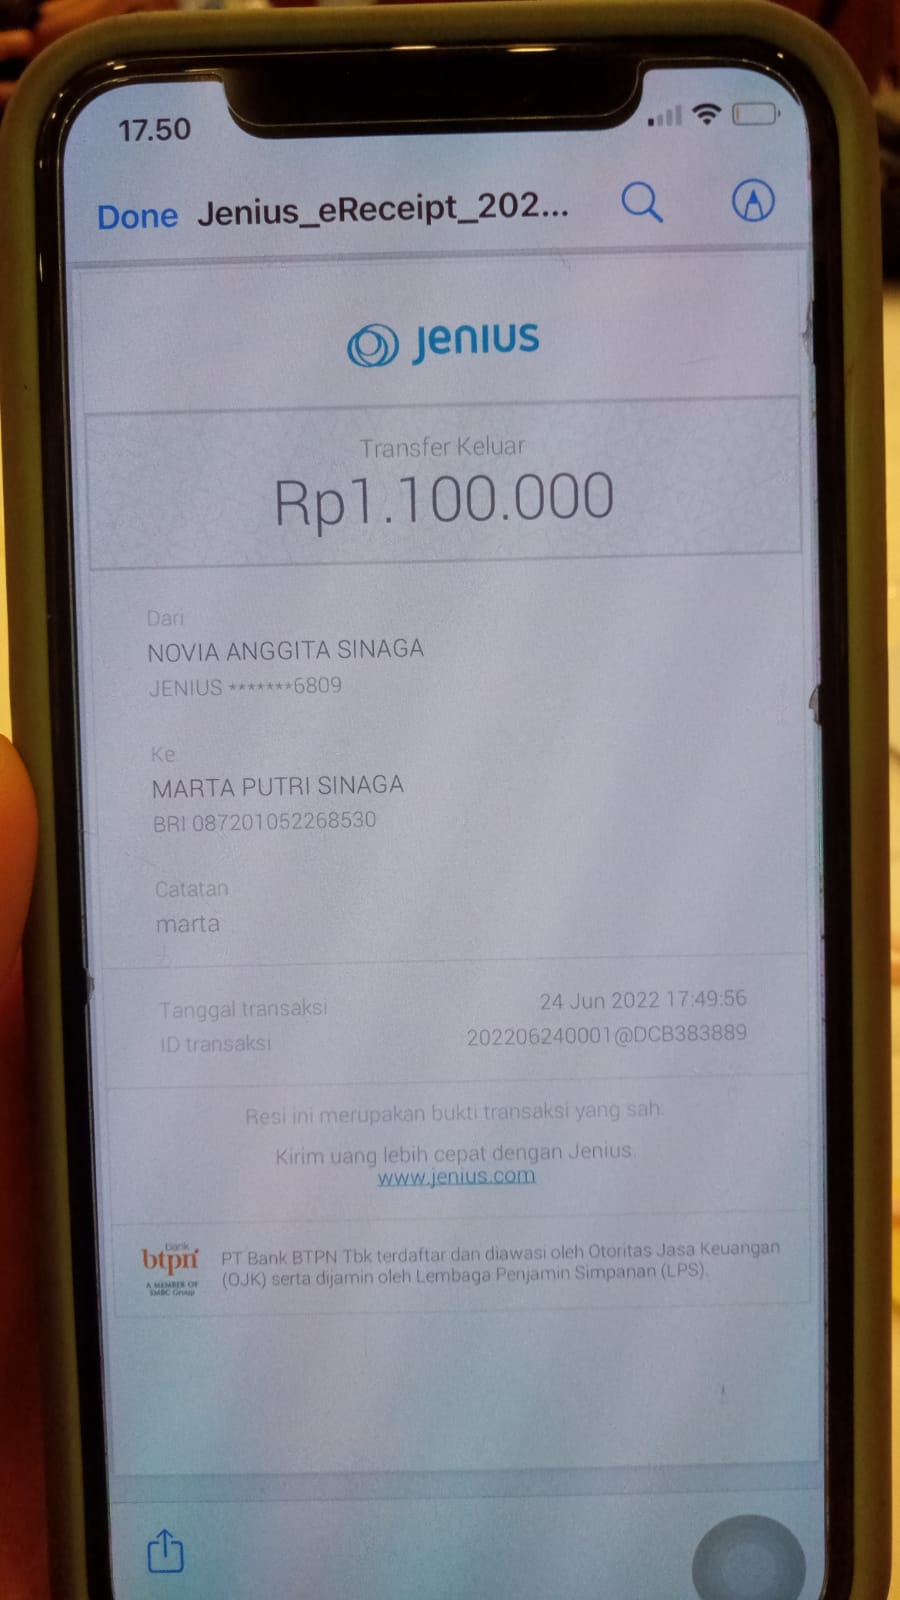 17.50
Done Jenius_eReceipt_202...
Jenius
Transfer Keluar
Rp1.100.000
Dari
NOVIA ANGGITA SINAGA
JENIUS *******6809
Ke
MARTA PUTRI SINAGA
BRI 087201052268530
Catatan
marta
Tanggal transaksi 24 Jun 2022 17:49:56
ID transaksi 202206240001@DCB383889
Resi ini merupakan bukti transaksi yang sah.
Kirim uang lebih cepat dengan Jenius.
www.jenius.com
bank
btpn
A MEMBER OF
SMBC Group
PT Bank BTPN Tbk terdaftar dan diawasi oleh Otoritas Jasa Keuangan
(OJK) serta dijamin oleh Lembaga Penjamin Simpanan (LPS).